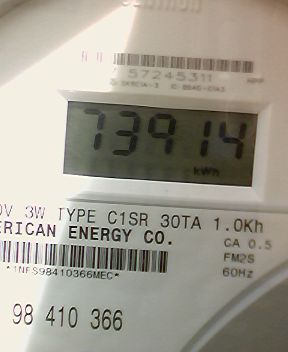 57245311
73914
kWh
0V 3W TYPE C1SR 30TA 1.0Kh
ERICAN ENERGY CO.
CA 0.5
FM2S
60Hz
*1NFS98410366MEC*
98 410 366